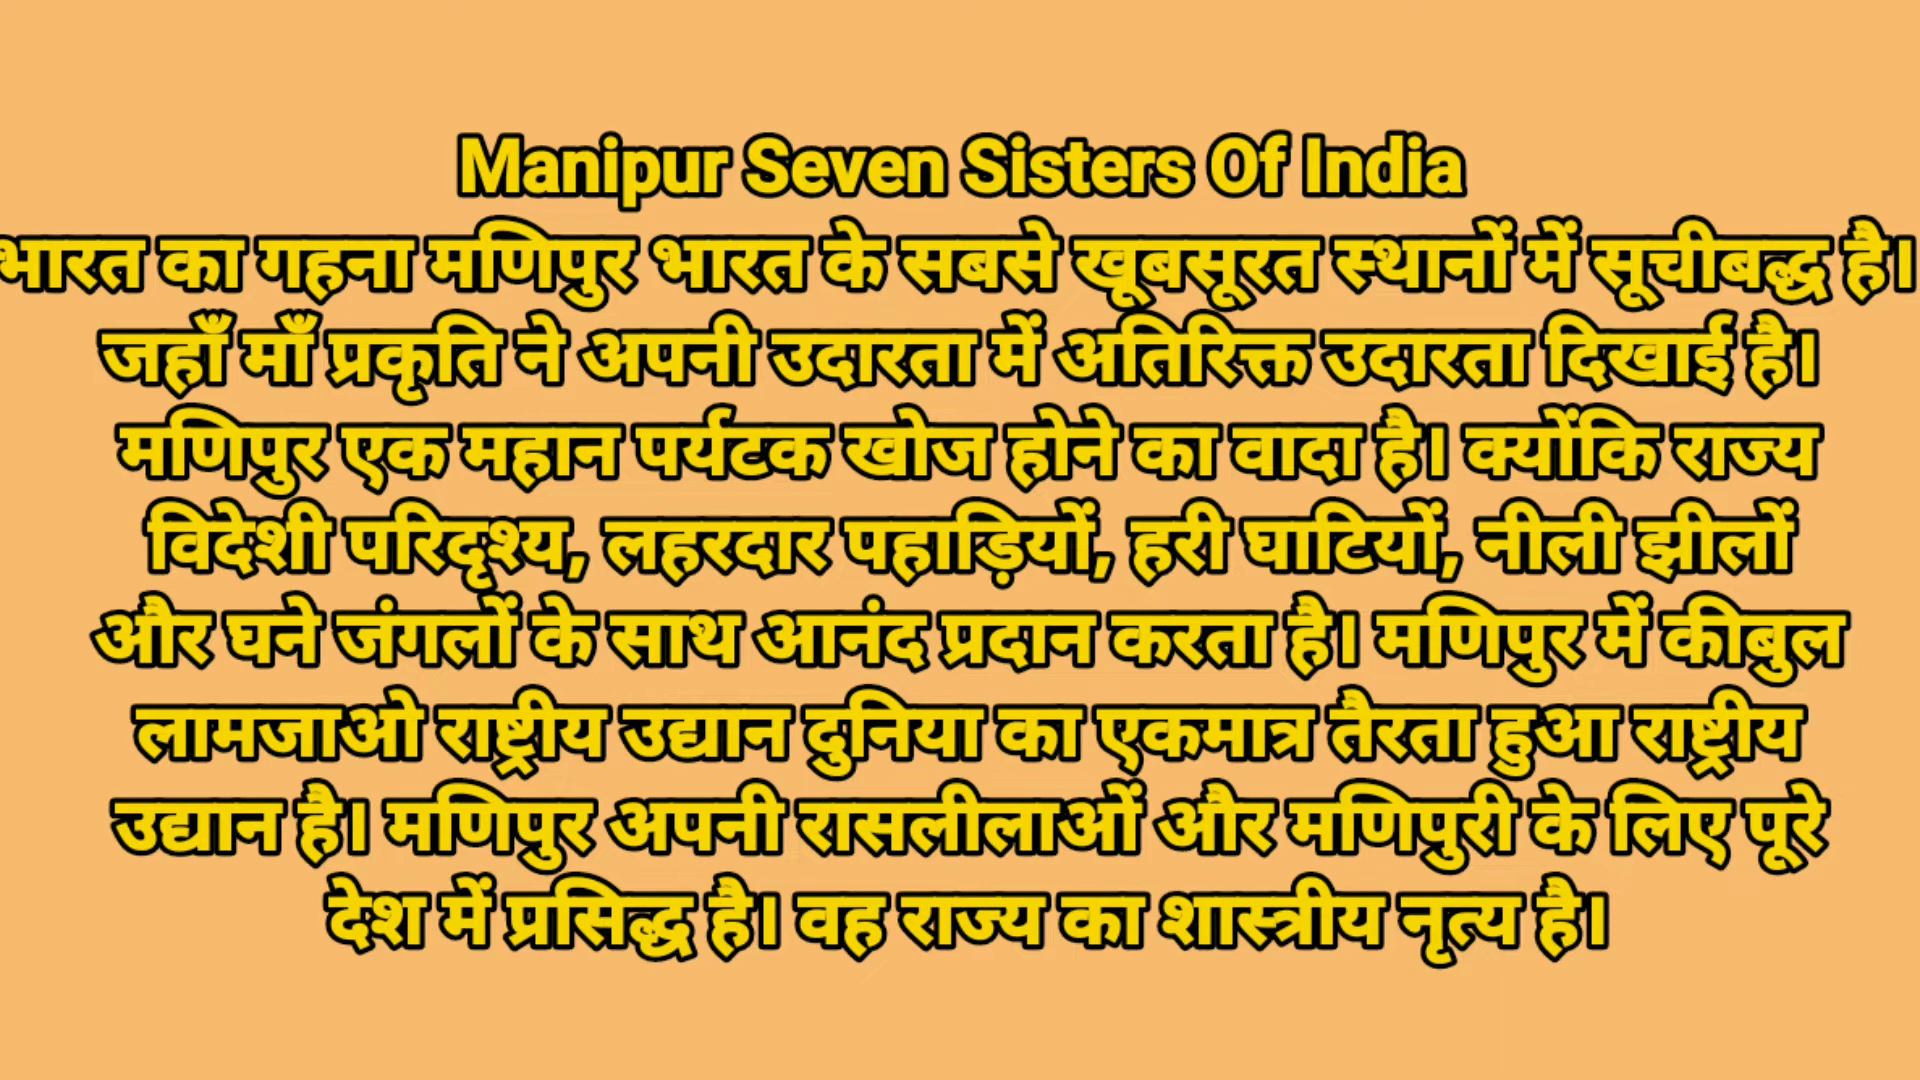 Manipur Seven Sisters Of India
भारत का गहना मणिपुर भारत के सबसे खूबसूरत स्थानों में सूचीबद्ध है।
जहाँ माँ प्रकृति ने अपनी उदारता में अतिरिक्त उदारता दिखाई है।
मणिपुर एक महान पर्यटक खोज होने का वादा है। क्योंकि राज्य
विदेशी परिदृश्य, लहरदार पहाड़ियों, हरी घाटियों, नीली झीलों
और घने जंगलों के साथ आनंद प्रदान करता है। मणिपुर में कीबुल
लामजाओ राष्ट्रीय उद्यान दुनिया का एकमात्र तैरता हुआ राष्ट्रीय
उद्यान है। मणिपुर अपनी रासलीलाओं और मणिपुरी के लिए पूरे
देश में प्रसिद्ध है। वह राज्य का शास्त्रीय नृत्य है।